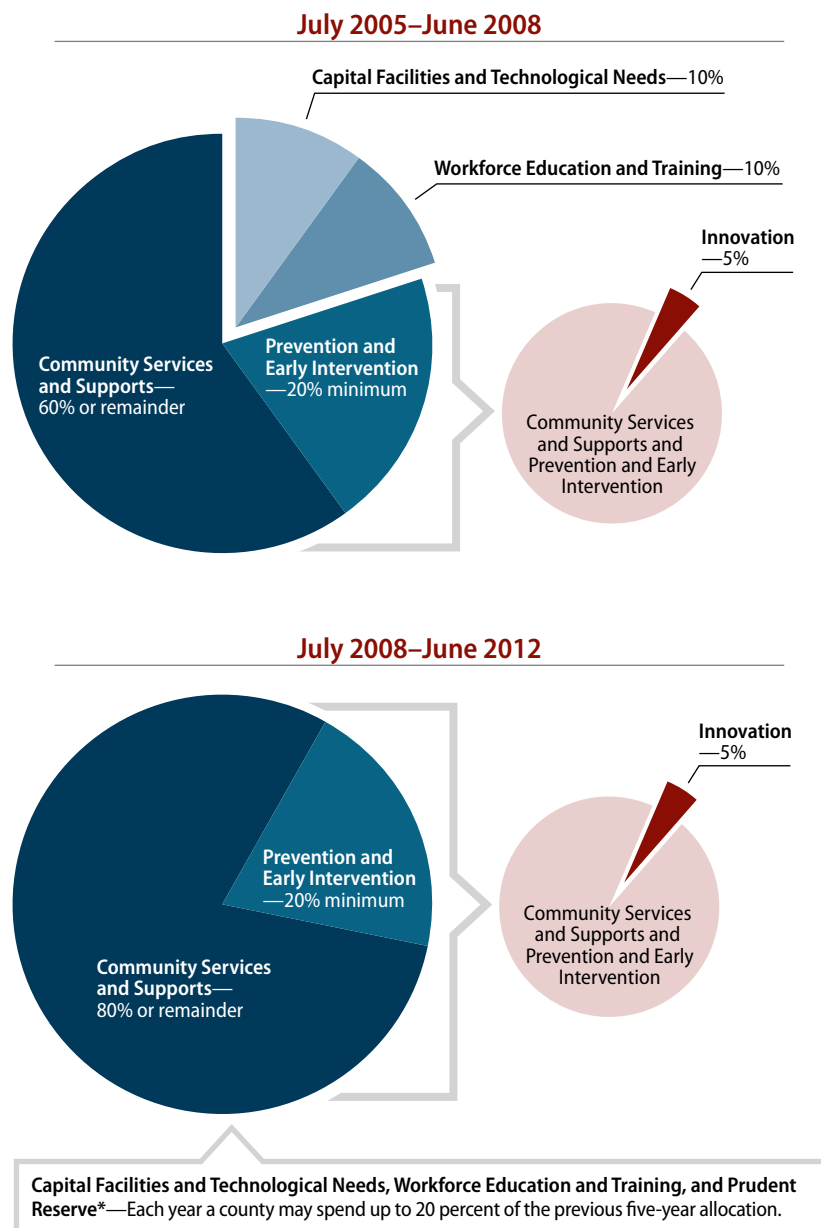 July 2005–June 2008
Capital Facilities and Technological Needs—10%
Workforce Education and Training—10%
Innovation
—5%
Community Services
and Supports—
60% or remainder
Prevention and
Early Intervention
—20% minimum
Community Services
and Supports and
Prevention and Early
Intervention
July 2008–June 2012
Innovation
—5%
Prevention and
Early Intervention
—20% minimum
Community Services
and Supports—
80% or remainder
Community Services
and Supports and
Prevention and Early
Intervention
Capital Facilities and Technological Needs, Workforce Education and Training, and Prudent
Reserve*—Each year a county may spend up to 20 percent of the previous five-year allocation.